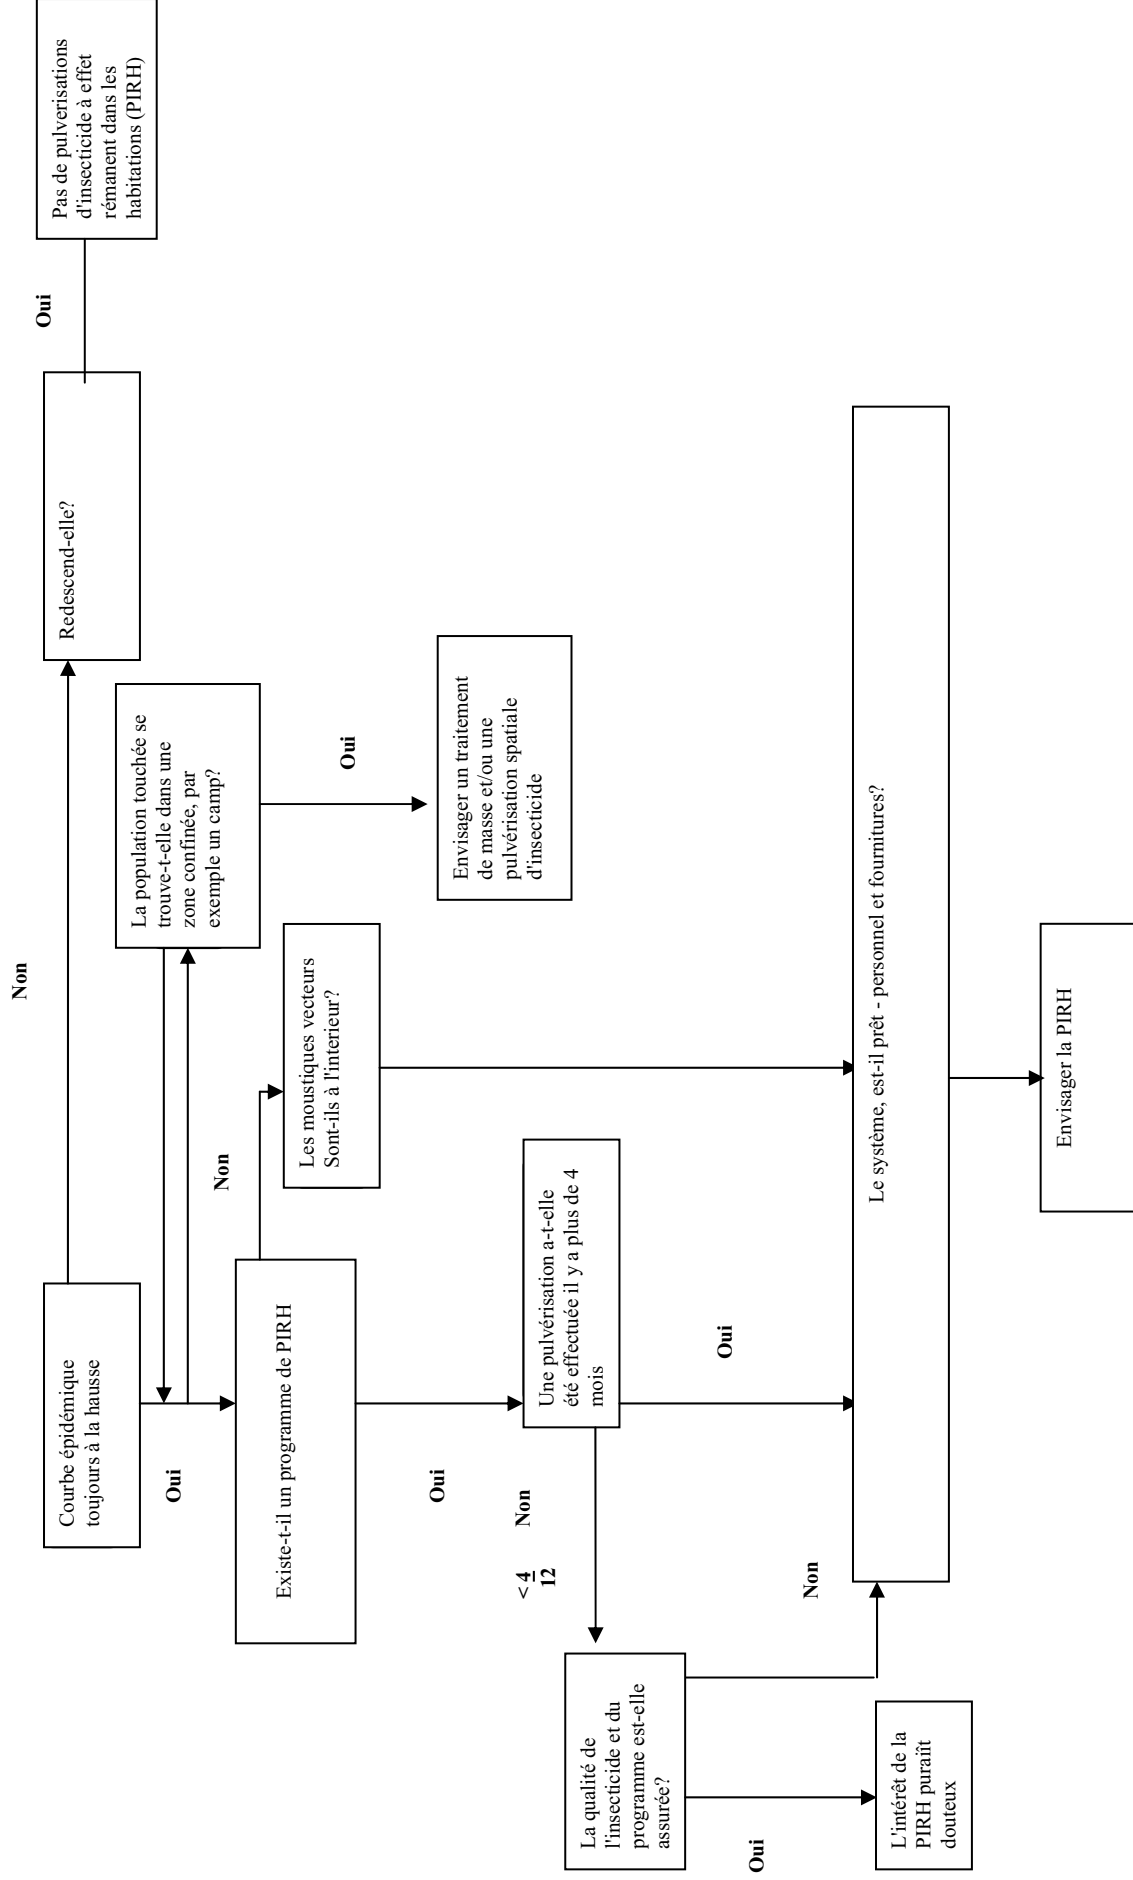 Courbe épidémique
toujours à la hausse
Non
Redescend-elle?
Oui
Pas de pulverisations
d'insecticide à effet
rémanent dans les
habitations (PIRH)
Oui
La population touchée se
trouve-t-elle dans une
zone confinée, par
exemple un camp?
Oui
Envisager un traitement
de masse et/ou une
pulvérisation spatiale
d'insecticide
Existe-t-il un programme de PIRH
Non
Les moustiques vecteurs
Sont-ils à l'interieur?
Oui
Une pulvérisation a-t-elle
été effectuée il y a plus de 4
mois
Non
< 4
12
Oui
La qualité de
l'insecticide et du
programme est-elle
assurée?
Non
Oui
L'intérêt de la
PIRH puraiît
douteux
Le système, est-il prêt - personnel et fournitures?
Envisager la PIRH